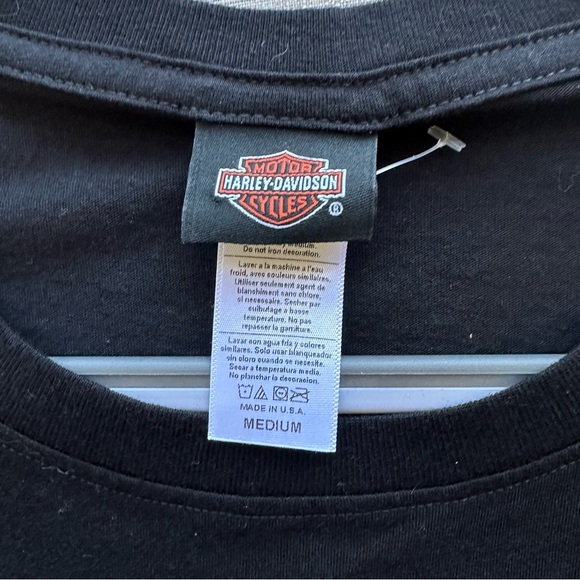 MOTOR
HARLEY-DAVIDSON
CYCLES
®
medium.
Do not iron decoration.
Laver a la machine a l'eau
froid, avec couleurs similaires.
Utiliser seulement agent de
blanchiment sans chlore,
si necessaire. Secher par
culbutage a basse
temperature. No pas
repasser la garniture.
Lavar con agua fria y colores
similares. Solo usar blanqueador
sin cloro cuando se necesite.
Secar a temperatura media.
No planchar la decoracion.
MADE IN U.S.A.
MEDIUM